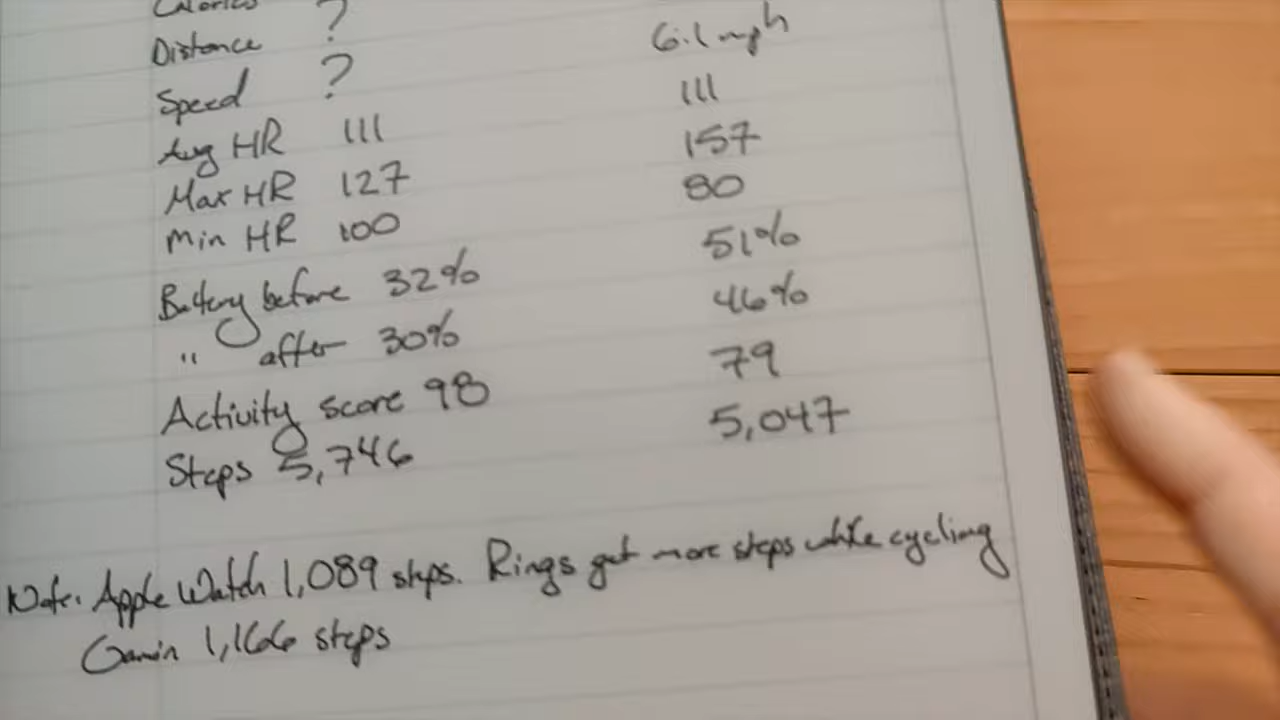 Calories
Distance ?
Speed ? 6.1 mph
Avg HR 111 111
Max HR 127 157
Min HR 100 80
Battery before 32% 51%
" after 30% 46%
Activity score 98 79
Steps 5,746 5,047
Note: Apple Watch 1,089 steps. Rings get more steps while cycling
Garmin 1,166 steps